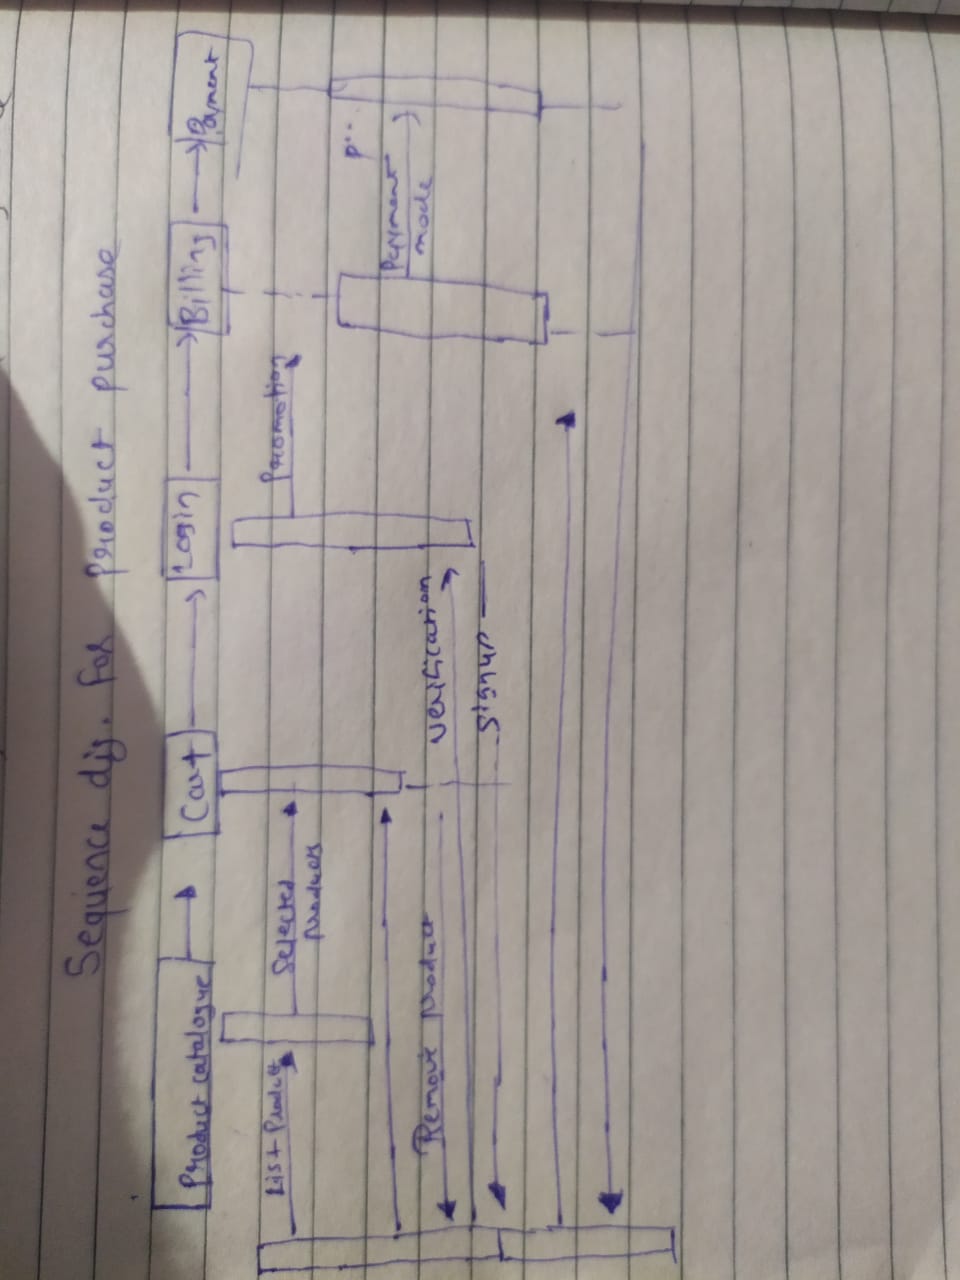 Sequence dig. For Product purchase
Product catalogue
Cart
Login
Billing
Payment
List Product
Selected
Products
Promotion
Payment
mode
P...
Remove product
verification
signup